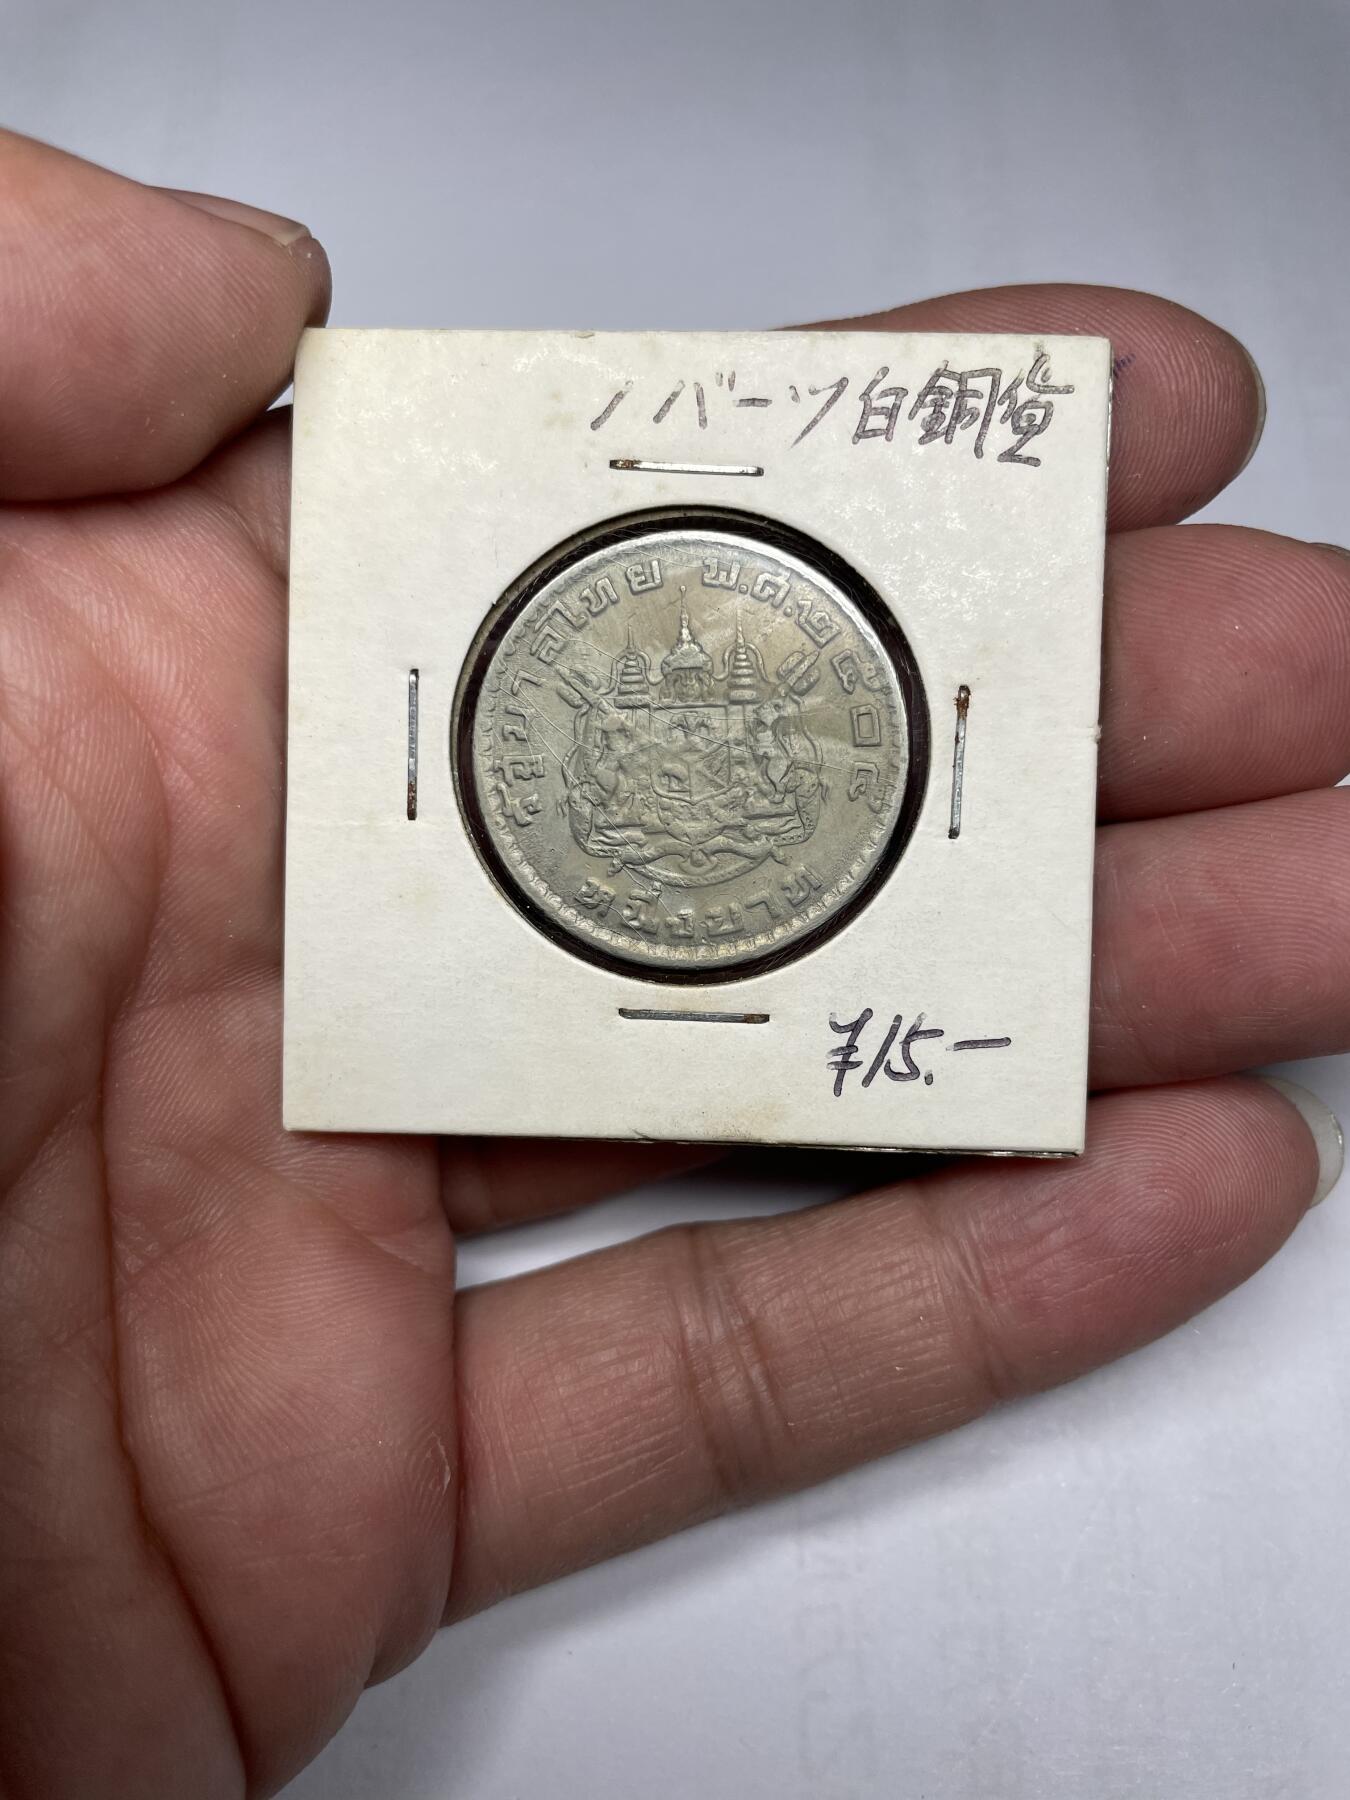 1バーツ白銅貨
รัฐบาลไทย พ.ศ.๒๕๐๕
หนึ่งบาท
¥15.—